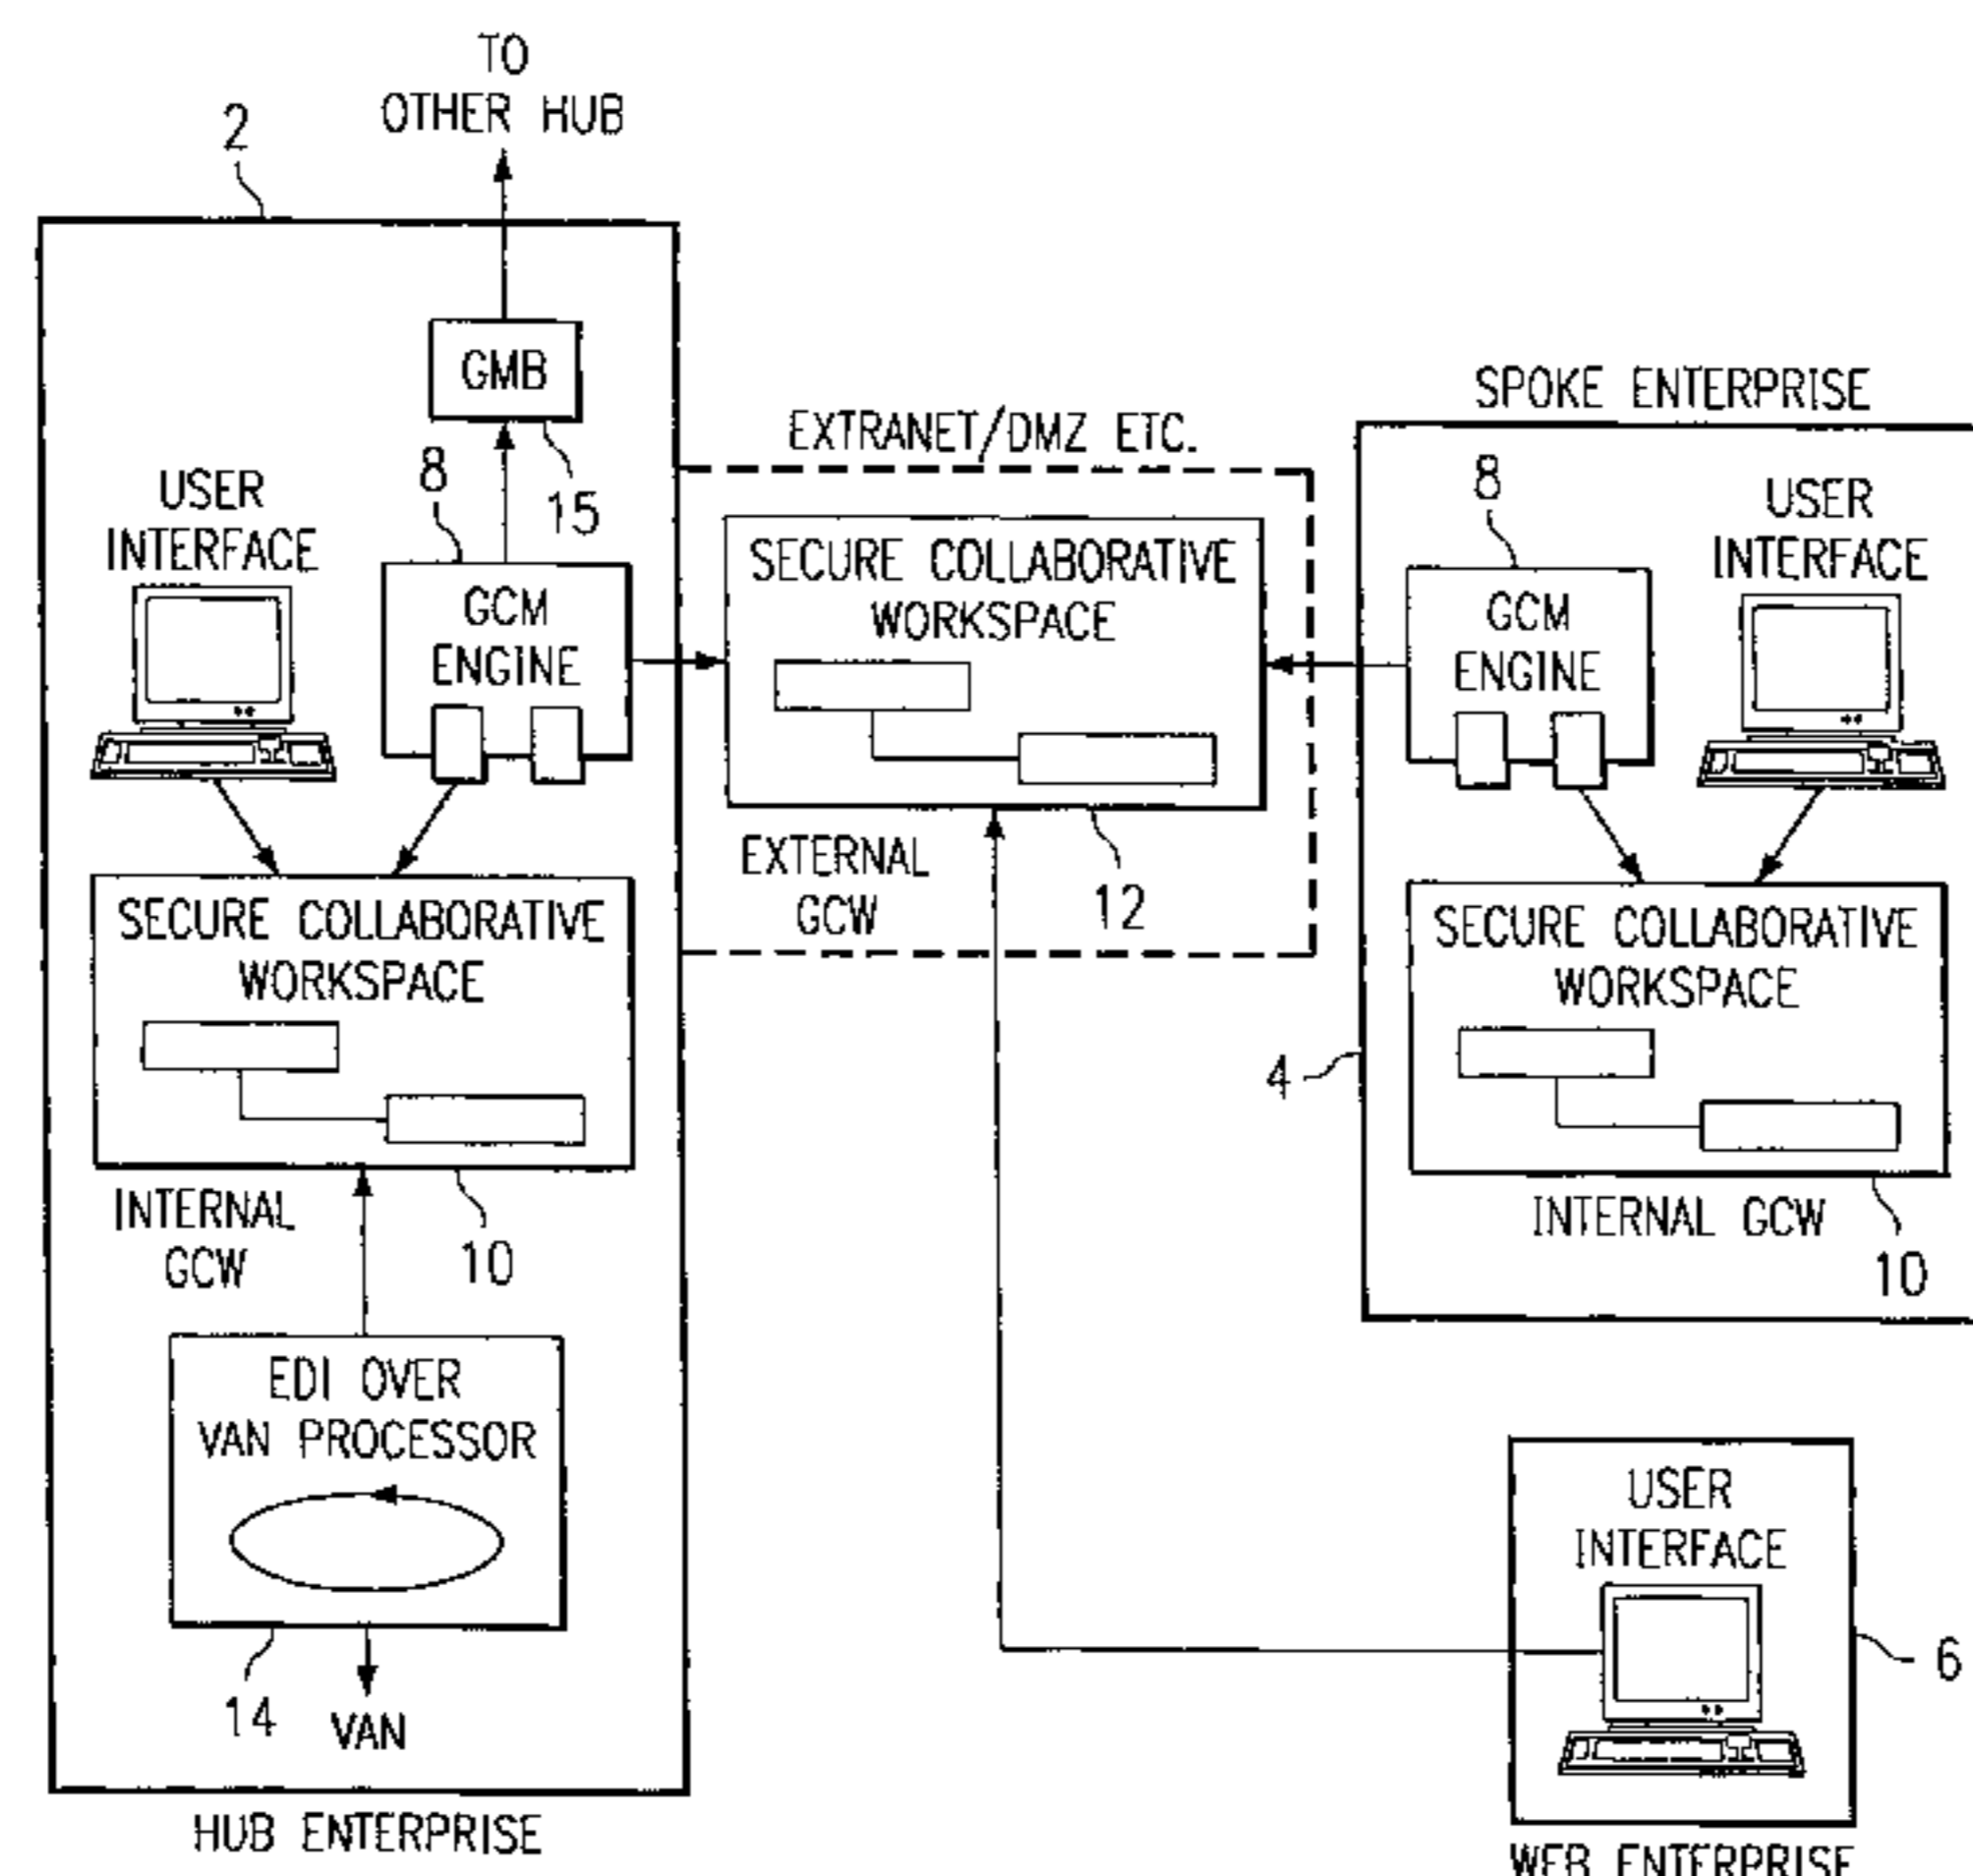 TO
OTHER HUB
2
GMB
15
8
USER
INTERFACE
GCM
ENGINE
SECURE COLLABORATIVE
WORKSPACE
INTERNAL
GCW
10
EDI OVER
VAN PROCESSOR
14
VAN
HUB ENTERPRISE
EXTRANET/DMZ ETC.
SECURE COLLABORATIVE
WORKSPACE
EXTERNAL
GCW
12
SPOKE ENTERPRISE
8
USER
INTERFACE
GCM
ENGINE
SECURE COLLABORATIVE
WORKSPACE
4
INTERNAL GCW
10
USER
INTERFACE
6
WEB ENTERPRISE